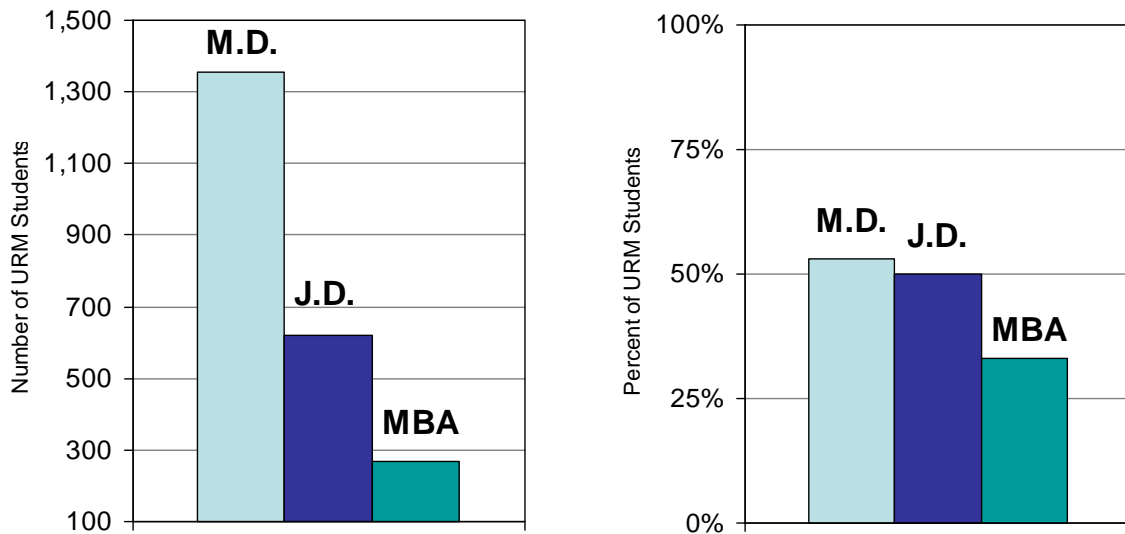 Number of URM Students
1,500
1,300
1,100
900
700
500
300
100
M.D.
J.D.
MBA
Percent of URM Students
100%
75%
50%
25%
0%
M.D.
J.D.
MBA